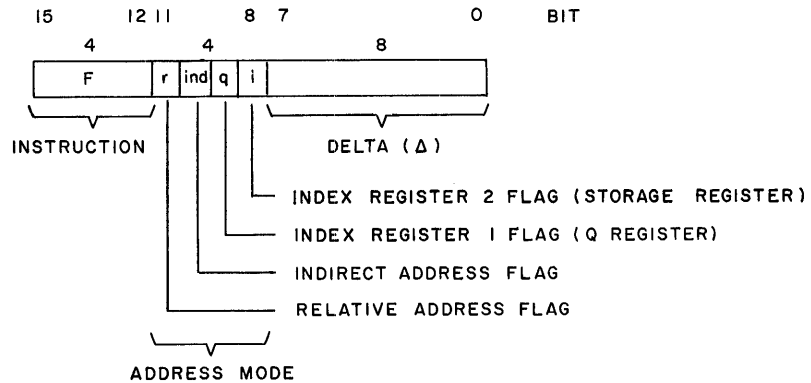 15 12 11 8 7 0 BIT
4 4 8
F r ind q i
INSTRUCTION DELTA (Δ)
INDEX REGISTER 2 FLAG (STORAGE REGISTER)
INDEX REGISTER 1 FLAG (Q REGISTER)
INDIRECT ADDRESS FLAG
RELATIVE ADDRESS FLAG
ADDRESS MODE